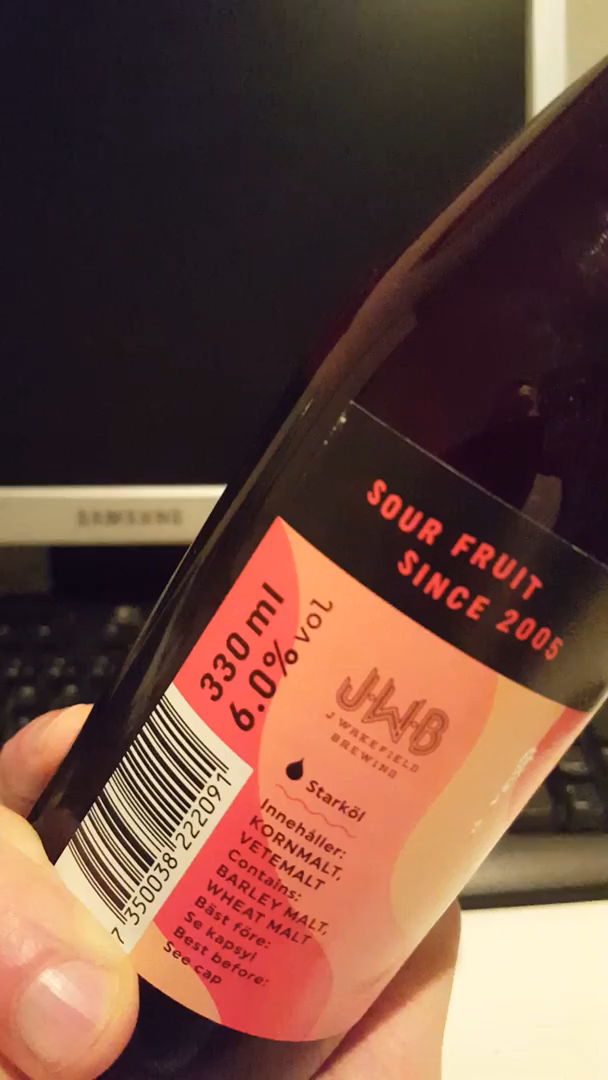 SAMSUNG
SOUR FRUIT
SINCE 2005
330 ml
6.0% vol
J.W.B
J WAKEFIELD
BREWING
Starköl
Innehåller:
KORNMALT,
VETEMALT
Contains:
BARLEY MALT,
WHEAT MALT
Bäst före:
Se kapsyl
Best before:
See cap
7 350038 222091